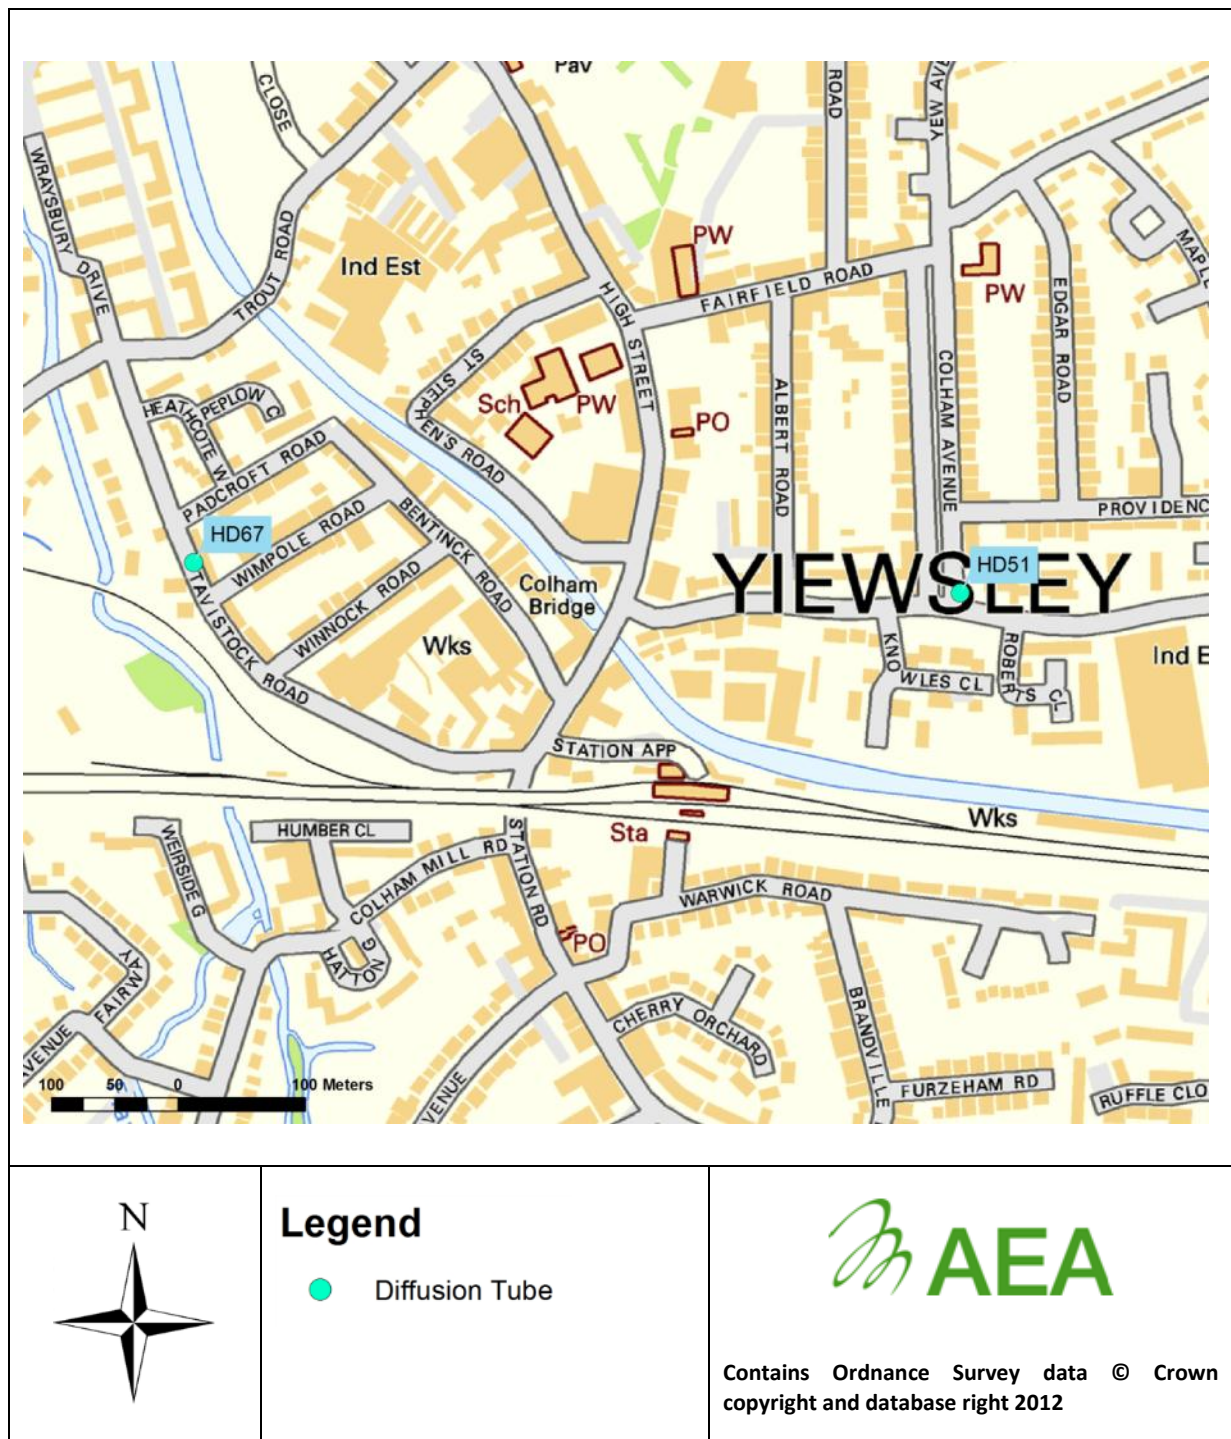 Pav
CLOSE
ROAD
YEW AV
WRAYSBURY DRIVE
TROUT ROAD
Ind Est
PW
FAIRFIELD ROAD
HIGH STREET
PW
EDGAR ROAD
MAPLE
ST STEPHEN'S ROAD
Sch
PW
PO
ALBERT ROAD
COLHAM AVENUE
HEATHCOTE W
PEPLOW C
PADCROFT ROAD
HD67
WIMPOLE ROAD
BENTINCK ROAD
WINNOCK ROAD
TAVISTOCK ROAD
PROVIDENC
YIEWSLEY
HD51
Colham
Bridge
Wks
KNOWLES CL
ROBERTS CL
Ind E
STATION APP
Wks
Sta
WEIRSIDE G
HUMBER CL
COLHAM MILL RD
STATION RD
WARWICK ROAD
HATTON G
PO
FAIRWAY
AVENUE
CHERRY ORCHARD
BRANDVILLE
FURZEHAM RD
RUFFLE CLO
VENUE
100 50 0 100 Meters
N
Legend
Diffusion Tube
AEA
Contains Ordnance Survey data © Crown
copyright and database right 2012